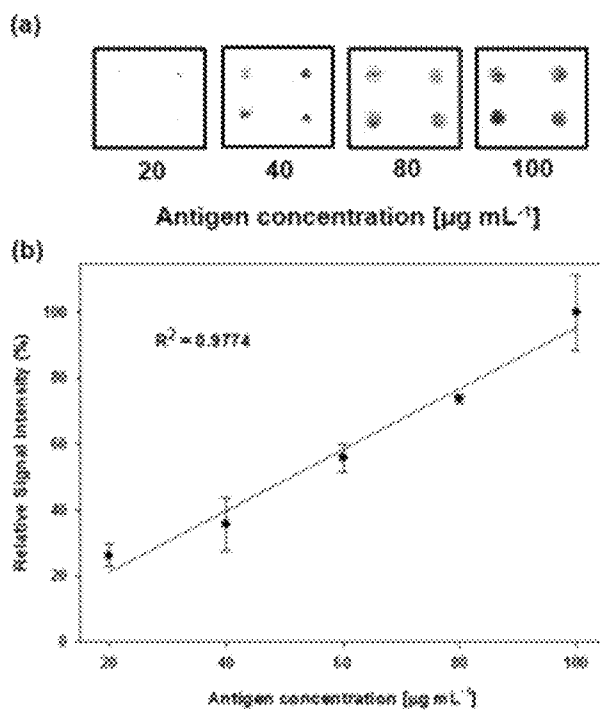 (a)
20 40 80 100
Antigen concentration [µg mL⁻¹]
(b)
Relative Signal Intensity (%)
100
80
60
40
20
0
R² = 0.9774
20 40 60 80 100
Antigen concentration [µg mL⁻¹]